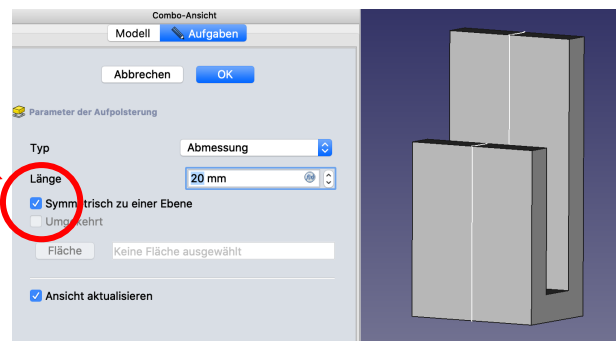 Combo-Ansicht
Modell Aufgaben
Abbrechen OK
Parameter der Aufpolsterung
Typ Abmessung
Länge 20 mm
Symmetrisch zu einer Ebene
Umgekehrt
Fläche Keine Fläche ausgewählt
Ansicht aktualisieren